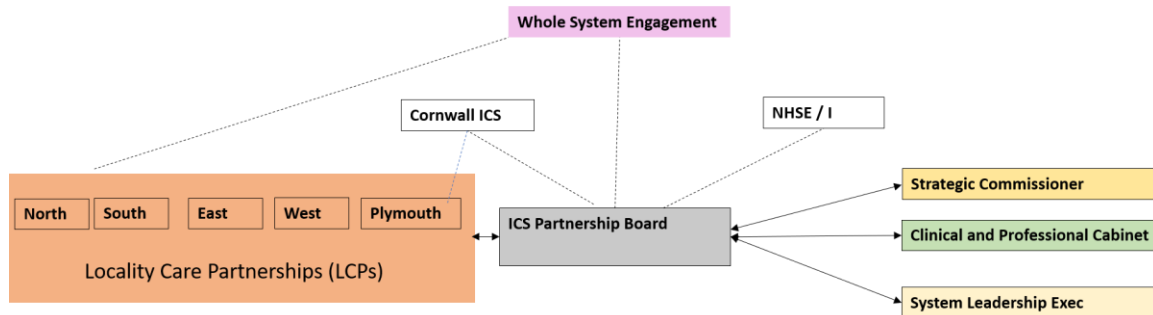 Whole System Engagement
Cornwall ICS
NHSE / I
North
South
East
West
Plymouth
Locality Care Partnerships (LCPs)
ICS Partnership Board
Strategic Commissioner
Clinical and Professional Cabinet
System Leadership Exec